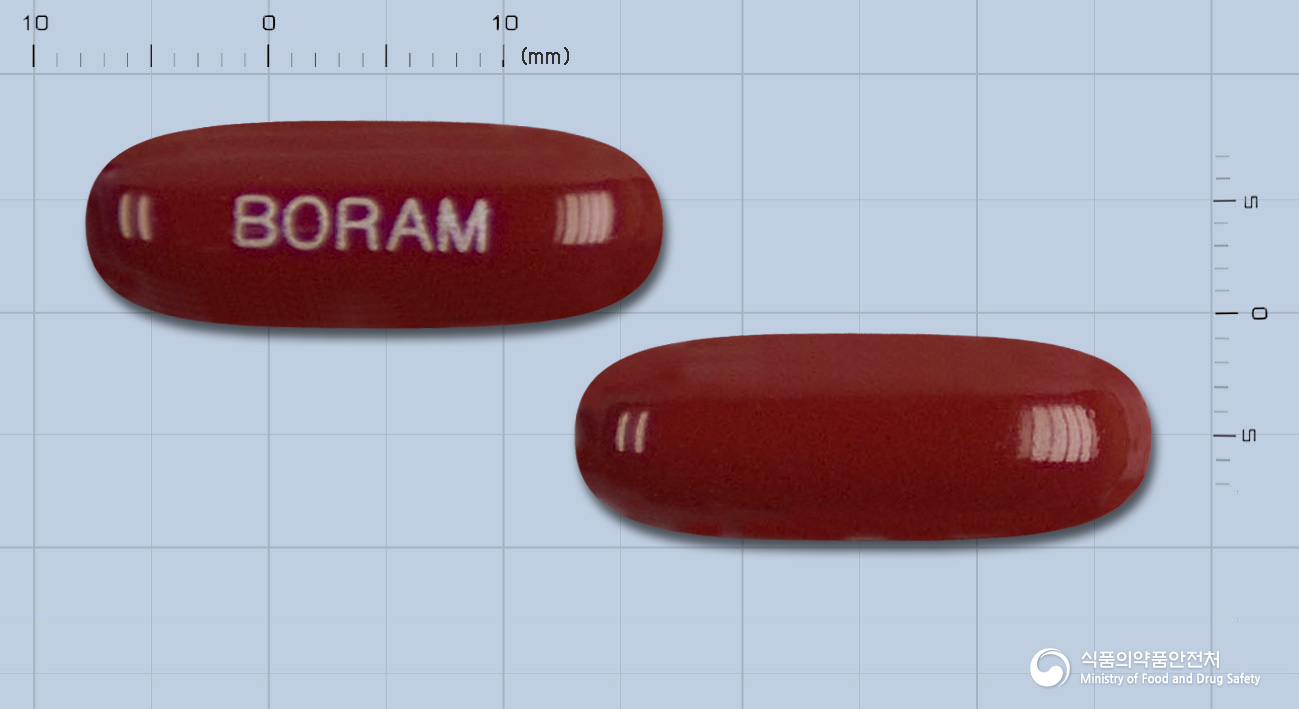 10 0 10
(mm)
BORAM
5
0
5
식품의약품안전처
Ministry of Food and Drug Safety